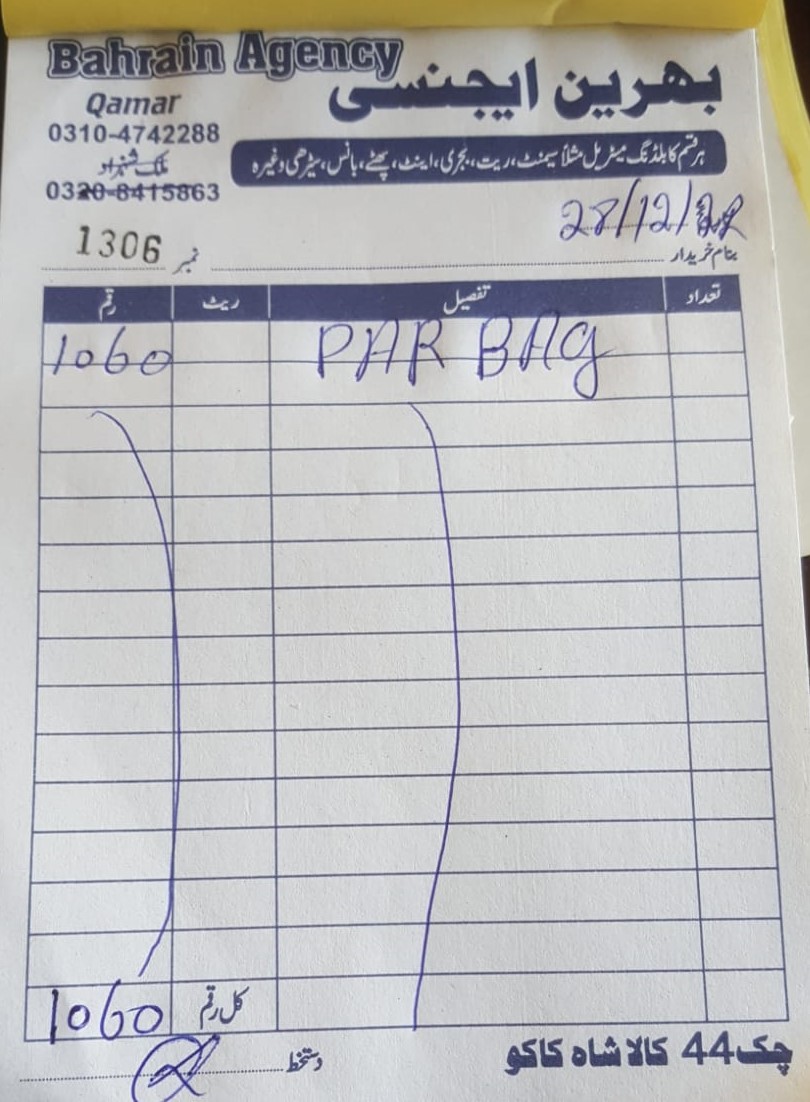 Bahrain Agency
بھرین ایجنسی
Qamar
0310-4742288
ملک شہزاد
0320-8415863
ہر قسم کا بلڈنگ میٹریل مثلاً سیمنٹ، ریت، بجری، اینٹ، پھٹے، بانس، سیڑھی وغیرہ
28/12/22
1306 نمبر
بنام خریدار
تعداد تفصیل ریٹ رقم
PAR BAG 1060
کل رقم 1060
دستخط
چک 44 کالا شاہ کاکو